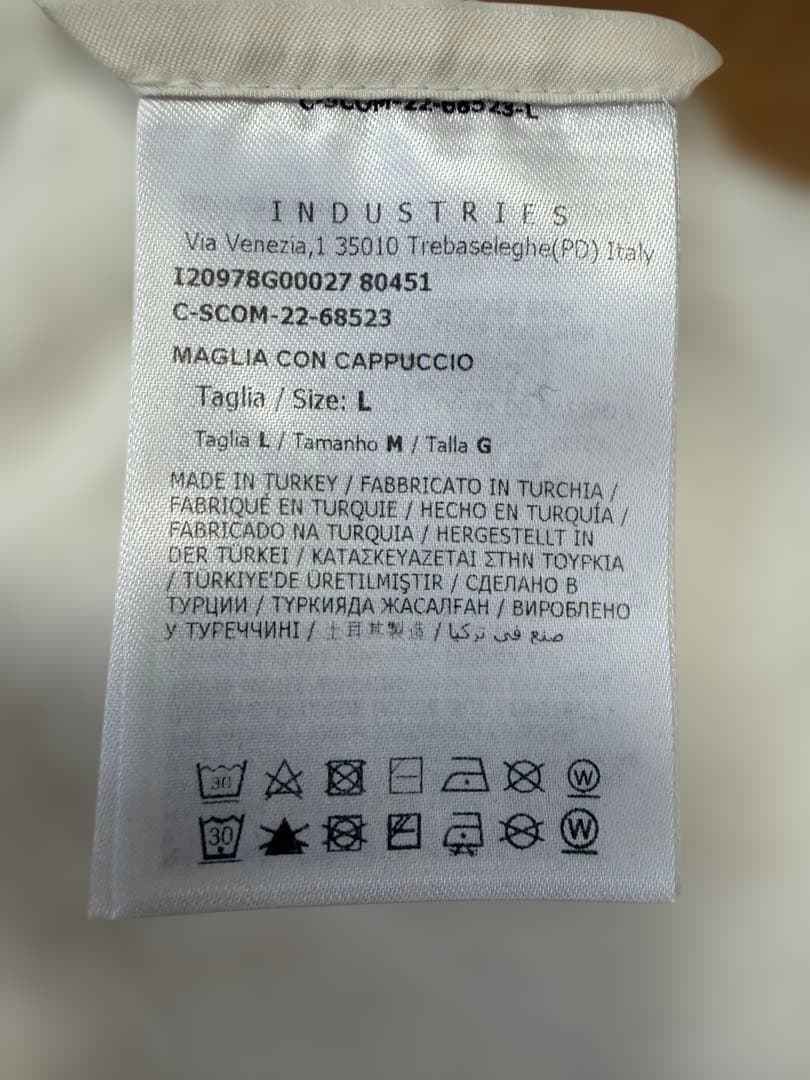 C-SCOM-22-68523-L
INDUSTRIES
Via Venezia,1 35010 Trebaseleghe(PD) Italy
I20978G00027 80451
C-SCOM-22-68523
MAGLIA CON CAPPUCCIO
Taglia / Size: L
Taglia L / Tamanho M / Talla G
MADE IN TURKEY / FABBRICATO IN TURCHIA /
FABRIQUÉ EN TURQUIE / HECHO EN TURQUÍA /
FABRICADO NA TURQUIA / HERGESTELLT IN
DER TÜRKEI / ΚΑΤΑΣΚΕΥΑΖΕΤΑΙ ΣΤΗΝ ΤΟΥΡΚΙΑ
/ TÜRKIYE'DE ÜRETILMIŞTIR / СДЕЛАНО В
ТУРЦИИ / ТҮРКИЯДА ЖАСАЛҒАН / ВИРОБЛЕНО
У ТУРЕЧЧИНІ / 土耳其製造 / صنع في تركيا
30 W
30 W